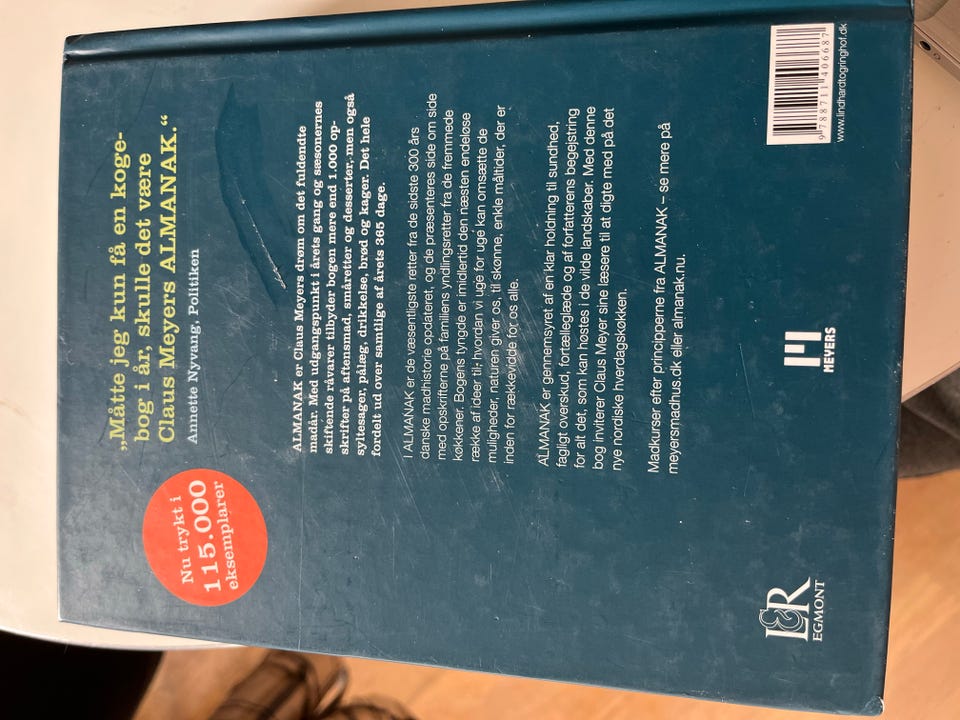 „Måtte jeg kun få en koge-
bog i år, skulle det være
Claus Meyers ALMANAK.“
Annette Nyvang, Politiken
Nu trykt i
115.000
eksemplarer
ALMANAK er Claus Meyers drøm om det fuldendte
madår. Med udgangspunkt i årets gang og sæsonernes
skiftende råvarer tilbyder bogen mere end 1.000 op-
skrifter på aftensmad, småretter og desserter, men også
syltesager, pålæg, drikkelse, brød og kager. Det hele
fordelt ud over samtlige af årets 365 dage.
I ALMANAK er de væsentligste retter fra de sidste 300 års
danske madhistorie opdateret, og de præsenteres side om side
med opskrifterne på familiens yndlingsretter fra de fremmede
køkkener. Bogens tyngde er imidlertid den næsten endeløse
række af ideer til, hvordan vi uge for uge kan omsætte de
muligheder, naturen giver os, til skønne, enkle måltider, der er
inden for rækkevidde for os alle.
ALMANAK er gennemsyret af en klar holdning til sundhed,
fagligt overskud, fortælleglæde og af forfatterens begejstring
for alt det, som kan høstes i de vilde landskaber. Med denne
bog inviterer Claus Meyer sine læsere til at digte med på det
nye nordiske hverdagskøkken.
Madkurser efter principperne fra ALMANAK – se mere på
meyersmadhus.dk eller almanak.nu.
L&R
EGMONT
MEYERS
9 788711 406687
www.lindhardtogringhof.dk